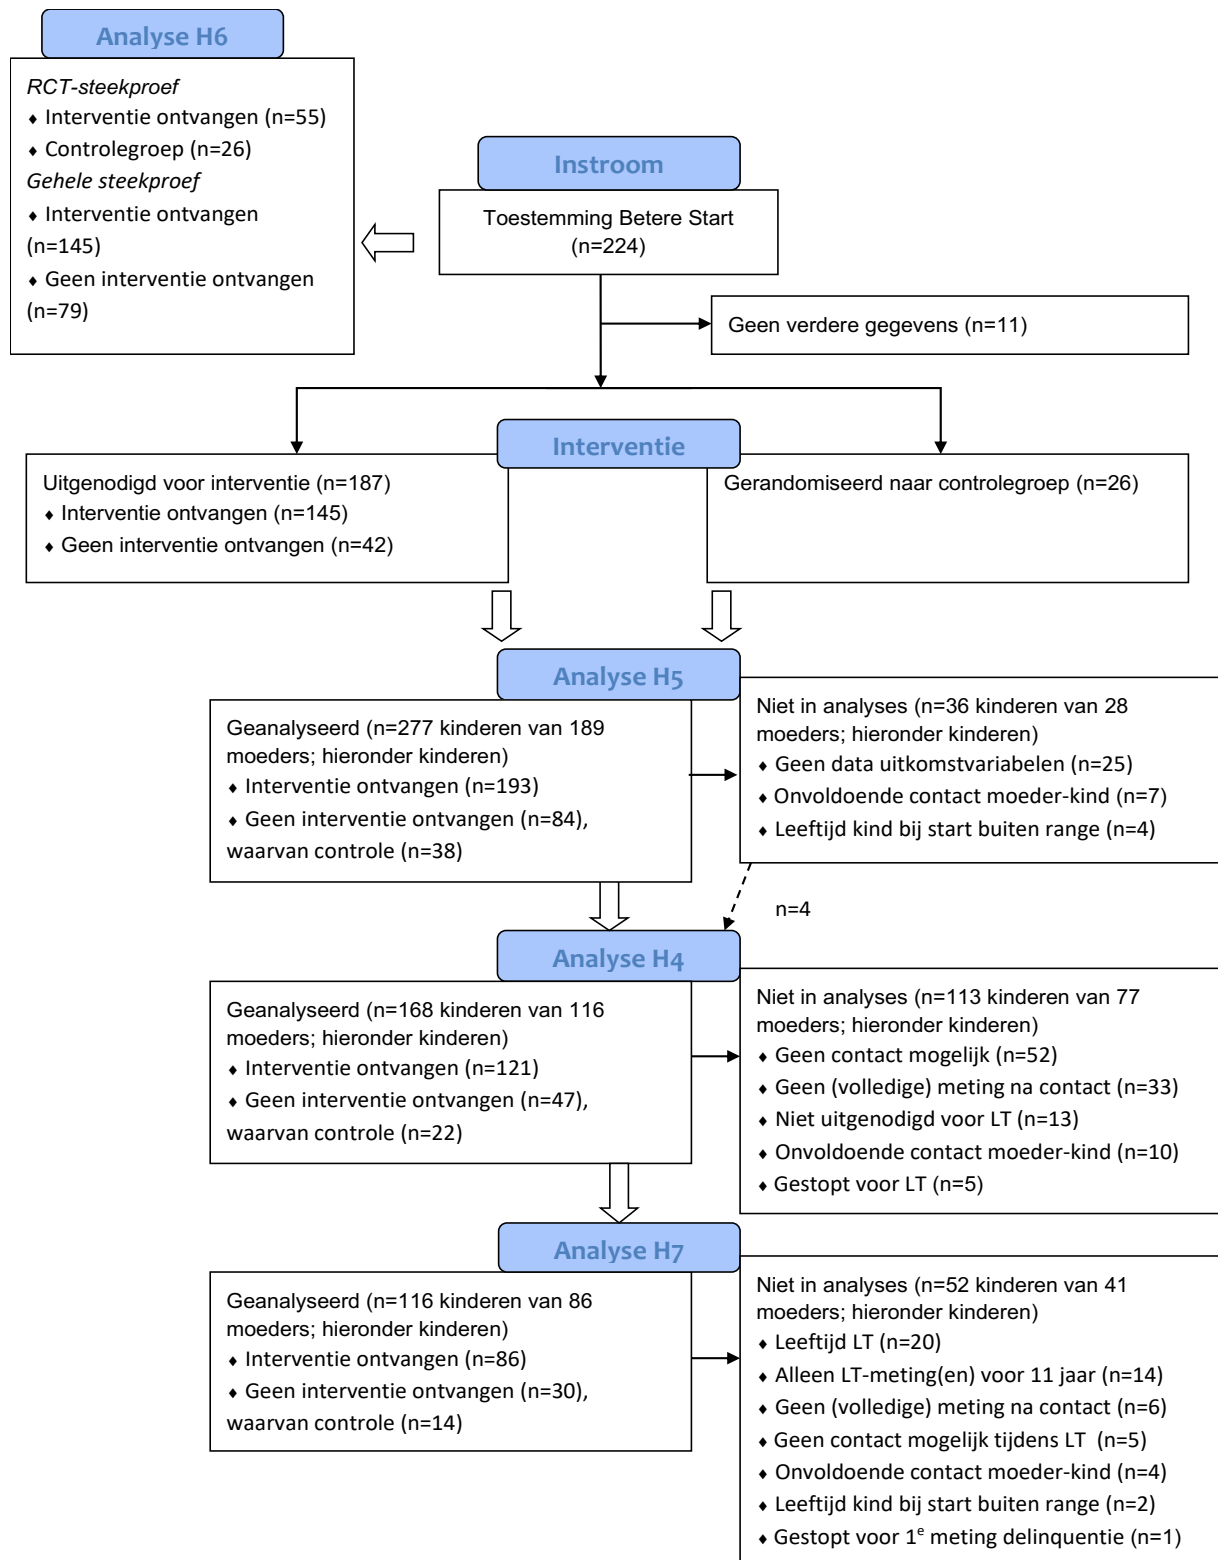 Analyse H6
RCT-steekproef
♦ Interventie ontvangen (n=55)
♦ Controlegroep (n=26)
Gehele steekproef
♦ Interventie ontvangen
(n=145)
♦ Geen interventie ontvangen
(n=79)
Instroom
Toestemming Betere Start
(n=224)
Geen verdere gegevens (n=11)
Interventie
Uitgenodigd voor interventie (n=187)
♦ Interventie ontvangen (n=145)
♦ Geen interventie ontvangen (n=42)
Gerandomiseerd naar controlegroep (n=26)
Analyse H5
Geanalyseerd (n=277 kinderen van 189
moeders; hieronder kinderen)
♦ Interventie ontvangen (n=193)
♦ Geen interventie ontvangen (n=84),
waarvan controle (n=38)
Niet in analyses (n=36 kinderen van 28
moeders; hieronder kinderen)
♦ Geen data uitkomstvariabelen (n=25)
♦ Onvoldoende contact moeder-kind (n=7)
♦ Leeftijd kind bij start buiten range (n=4)
n=4
Analyse H4
Geanalyseerd (n=168 kinderen van 116
moeders; hieronder kinderen)
♦ Interventie ontvangen (n=121)
♦ Geen interventie ontvangen (n=47),
waarvan controle (n=22)
Niet in analyses (n=113 kinderen van 77
moeders; hieronder kinderen)
♦ Geen contact mogelijk (n=52)
♦ Geen (volledige) meting na contact (n=33)
♦ Niet uitgenodigd voor LT (n=13)
♦ Onvoldoende contact moeder-kind (n=10)
♦ Gestopt voor LT (n=5)
Analyse H7
Geanalyseerd (n=116 kinderen van 86
moeders; hieronder kinderen)
♦ Interventie ontvangen (n=86)
♦ Geen interventie ontvangen (n=30),
waarvan controle (n=14)
Niet in analyses (n=52 kinderen van 41
moeders; hieronder kinderen)
♦ Leeftijd LT (n=20)
♦ Alleen LT-meting(en) voor 11 jaar (n=14)
♦ Geen (volledige) meting na contact (n=6)
♦ Geen contact mogelijk tijdens LT (n=5)
♦ Onvoldoende contact moeder-kind (n=4)
♦ Leeftijd kind bij start buiten range (n=2)
♦ Gestopt voor 1e meting delinquentie (n=1)